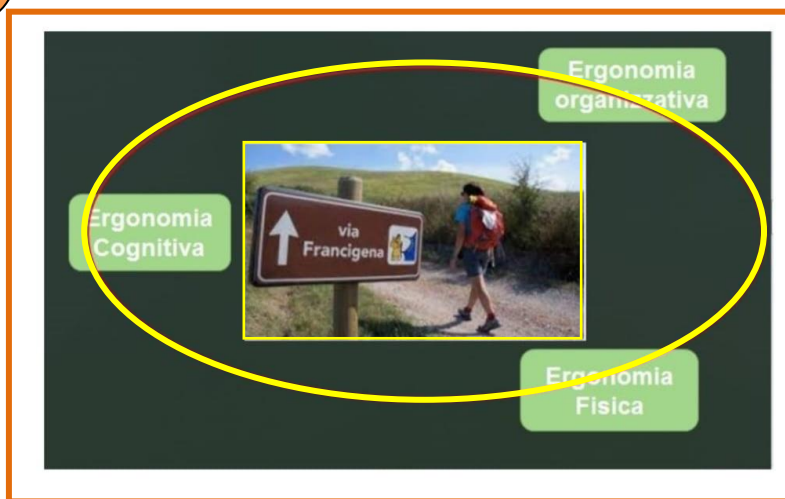 Ergonomia
organizzativa
Ergonomia
Cognitiva
via
Francigena
Ergonomia
Fisica